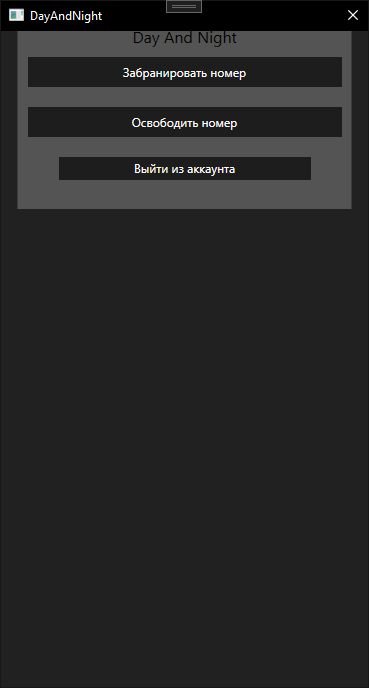 DayAndNight
Day And Night
Забранировать номер
Освободить номер
Выйти из аккаунта